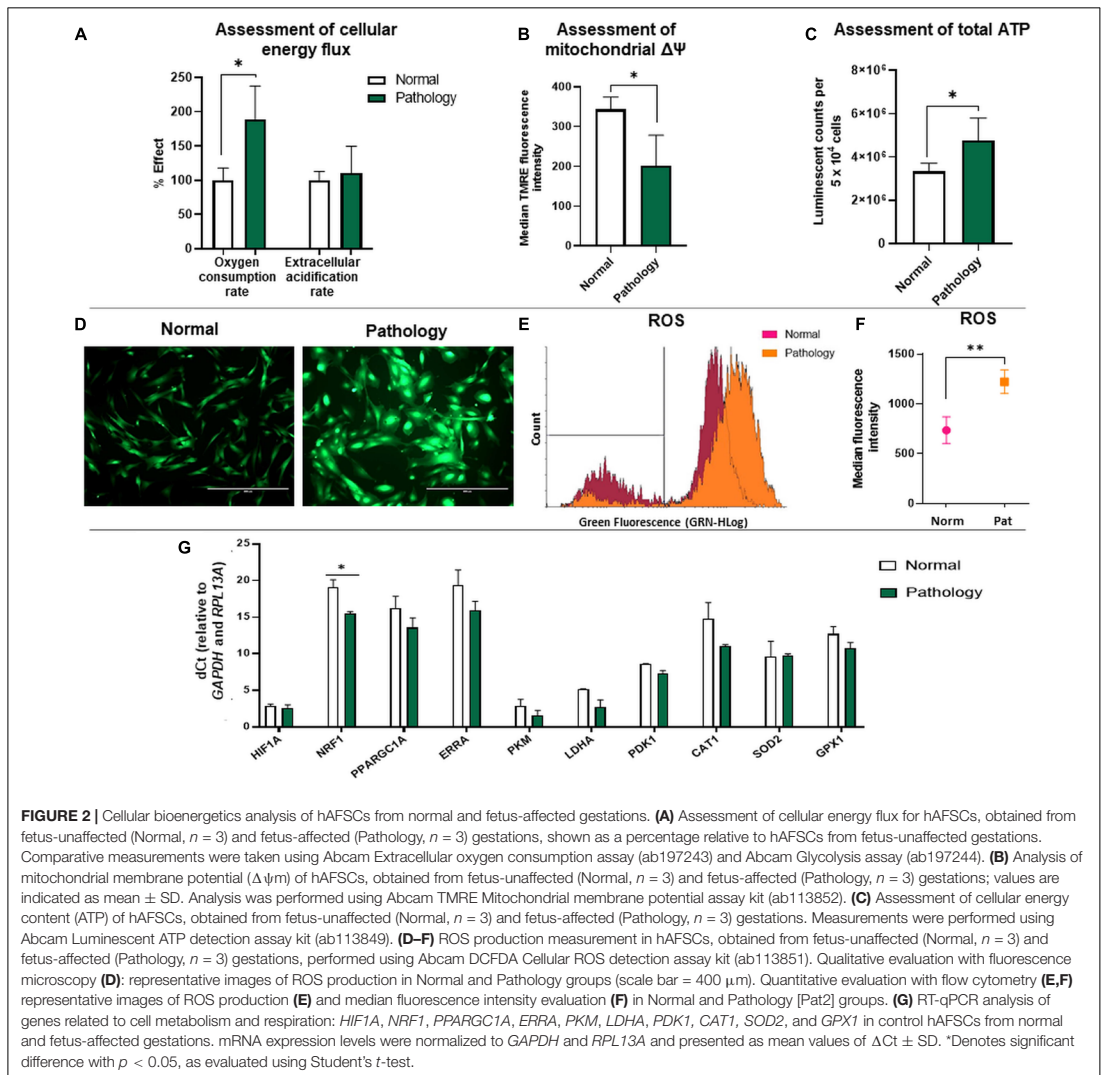 A
Assessment of cellular
energy flux
% Effect
250
200
150
100
50
0
*
Normal
Pathology
Oxygen
consumption
rate
Extracellular
acidification
rate
B
Assessment of
mitochondrial ΔΨ
Median TMRE fluorescence
intensity
400
300
200
100
0
*
Normal
Pathology
C
Assessment of total ATP
Luminescent counts per
5 x 10⁴ cells
8×10⁶
6×10⁶
4×10⁶
2×10⁶
0
*
Normal
Pathology
D
Normal
Pathology
E
ROS
Normal
Pathology
Count
Green Fluorescence (GRN-HLog)
F
ROS
Median fluorescence
intensity
1500
1000
500
0
**
Norm
Pat
G
dCt (relative to
GAPDH and RPL13A)
25
20
15
10
5
0
*
Normal
Pathology
HIF1A
NRF1
PPARGC1A
ERRA
PKM
LDHA
PDK1
CAT1
SOD2
GPX1
FIGURE 2 | Cellular bioenergetics analysis of hAFSCs from normal and fetus-affected gestations. (A) Assessment of cellular energy flux for hAFSCs, obtained from
fetus-unaffected (Normal, n = 3) and fetus-affected (Pathology, n = 3) gestations, shown as a percentage relative to hAFSCs from fetus-unaffected gestations.
Comparative measurements were taken using Abcam Extracellular oxygen consumption assay (ab197243) and Abcam Glycolysis assay (ab197244). (B) Analysis of
mitochondrial membrane potential (Δψm) of hAFSCs, obtained from fetus-unaffected (Normal, n = 3) and fetus-affected (Pathology, n = 3) gestations; values are
indicated as mean ± SD. Analysis was performed using Abcam TMRE Mitochondrial membrane potential assay kit (ab113852). (C) Assessment of cellular energy
content (ATP) of hAFSCs, obtained from fetus-unaffected (Normal, n = 3) and fetus-affected (Pathology, n = 3) gestations. Measurements were performed using
Abcam Luminescent ATP detection assay kit (ab113849). (D–F) ROS production measurement in hAFSCs, obtained from fetus-unaffected (Normal, n = 3) and
fetus-affected (Pathology, n = 3) gestations, performed using Abcam DCFDA Cellular ROS detection assay kit (ab113851). Qualitative evaluation with fluorescence
microscopy (D): representative images of ROS production in Normal and Pathology groups (scale bar = 400 μm). Quantitative evaluation with flow cytometry (E,F)
representative images of ROS production (E) and median fluorescence intensity evaluation (F) in Normal and Pathology [Pat2] groups. (G) RT-qPCR analysis of
genes related to cell metabolism and respiration: HIF1A, NRF1, PPARGC1A, ERRA, PKM, LDHA, PDK1, CAT1, SOD2, and GPX1 in control hAFSCs from normal
and fetus-affected gestations. mRNA expression levels were normalized to GAPDH and RPL13A and presented as mean values of ΔCt ± SD. *Denotes significant
difference with p < 0.05, as evaluated using Student's t-test.